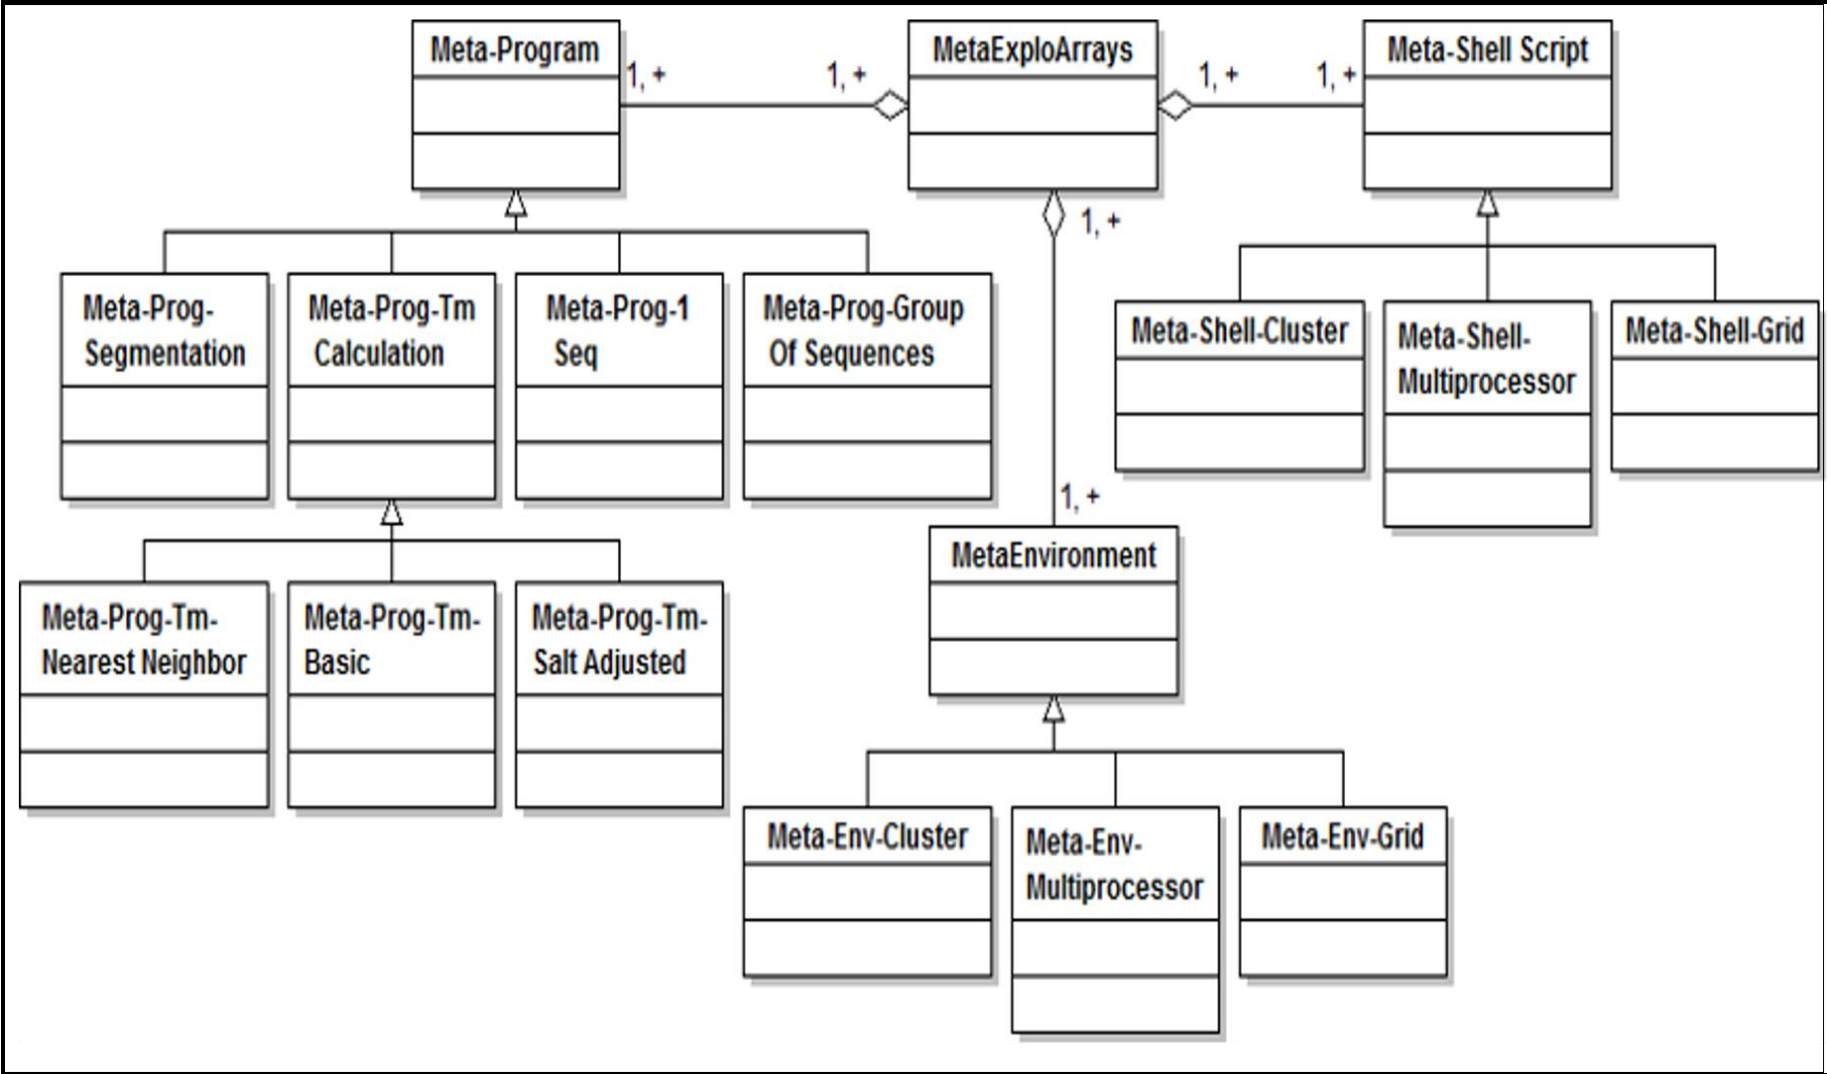 Meta-Program
1, +
1, +
MetaExploArrays
1, +
1, +
Meta-Shell Script
1, +
Meta-Prog-
Segmentation
Meta-Prog-Tm
Calculation
Meta-Prog-1
Seq
Meta-Prog-Group
Of Sequences
Meta-Shell-Cluster
Meta-Shell-
Multiprocessor
Meta-Shell-Grid
1, +
MetaEnvironment
Meta-Prog-Tm-
Nearest Neighbor
Meta-Prog-Tm-
Basic
Meta-Prog-Tm-
Salt Adjusted
Meta-Env-Cluster
Meta-Env-
Multiprocessor
Meta-Env-Grid